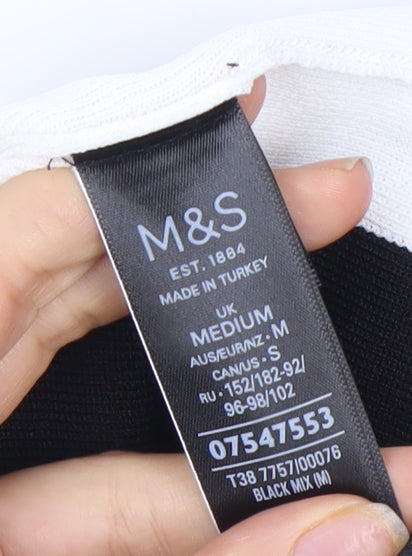 M&S
EST. 1884
MADE IN TURKEY
UK
MEDIUM
AUS/EUR/NZ • M
CAN/US • S
RU • 152/182-92/
96-98/102
07547553
T38 7757/00076
BLACK MIX (M)